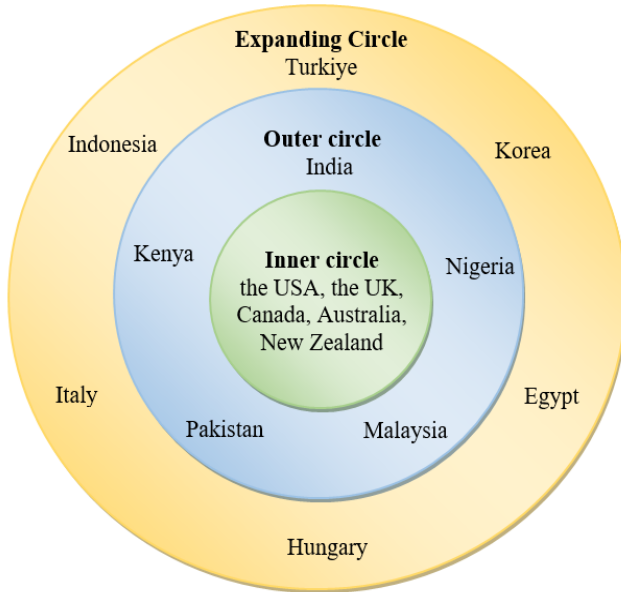 Expanding Circle
Turkiye
Indonesia
Korea
Outer circle
India
Kenya
Nigeria
Inner circle
the USA, the UK,
Canada, Australia,
New Zealand
Italy
Egypt
Pakistan
Malaysia
Hungary